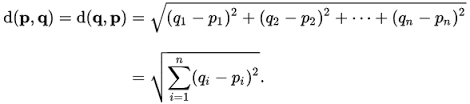 d(p, q) = d(q, p) = √((q₁ − p₁)² + (q₂ − p₂)² + ⋯ + (qₙ − pₙ)²)
= √(∑ᵢ₌₁ⁿ (qᵢ − pᵢ)²).